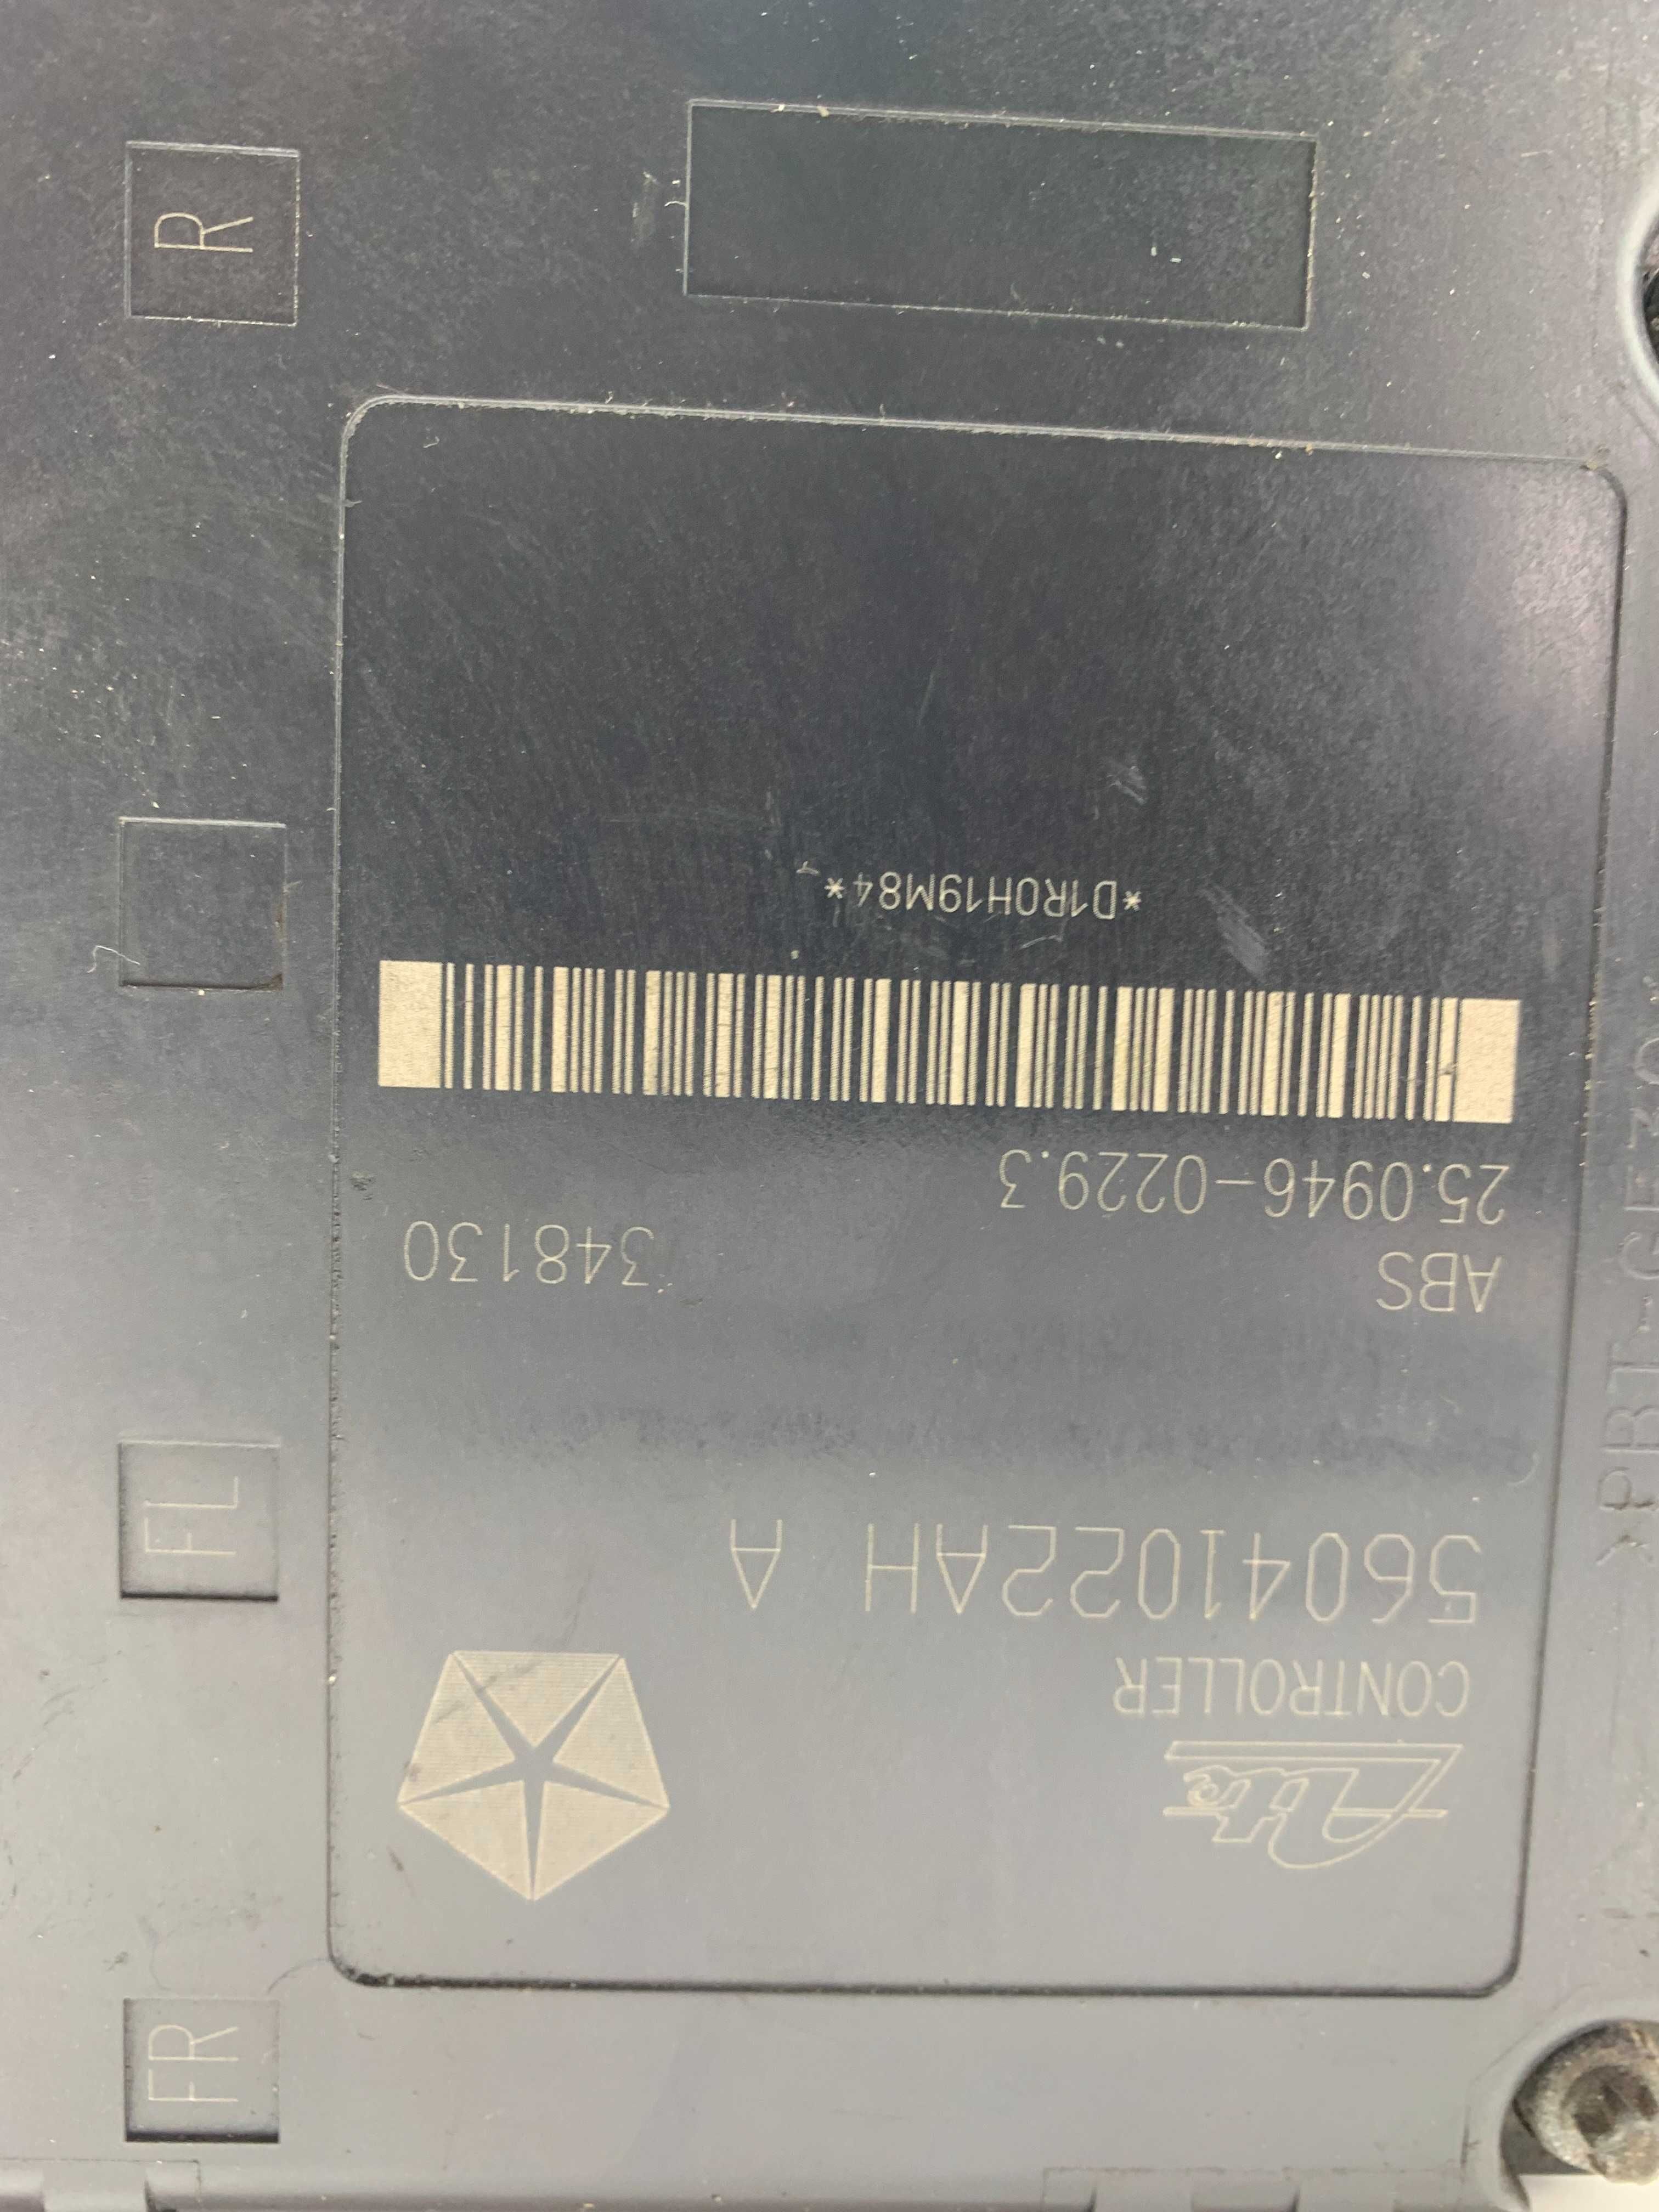 Ate
CONTROLLER
56041022AH A
ABS 348130
25.0946-0229.3
*D1R0H19M84*
FR
FL
R